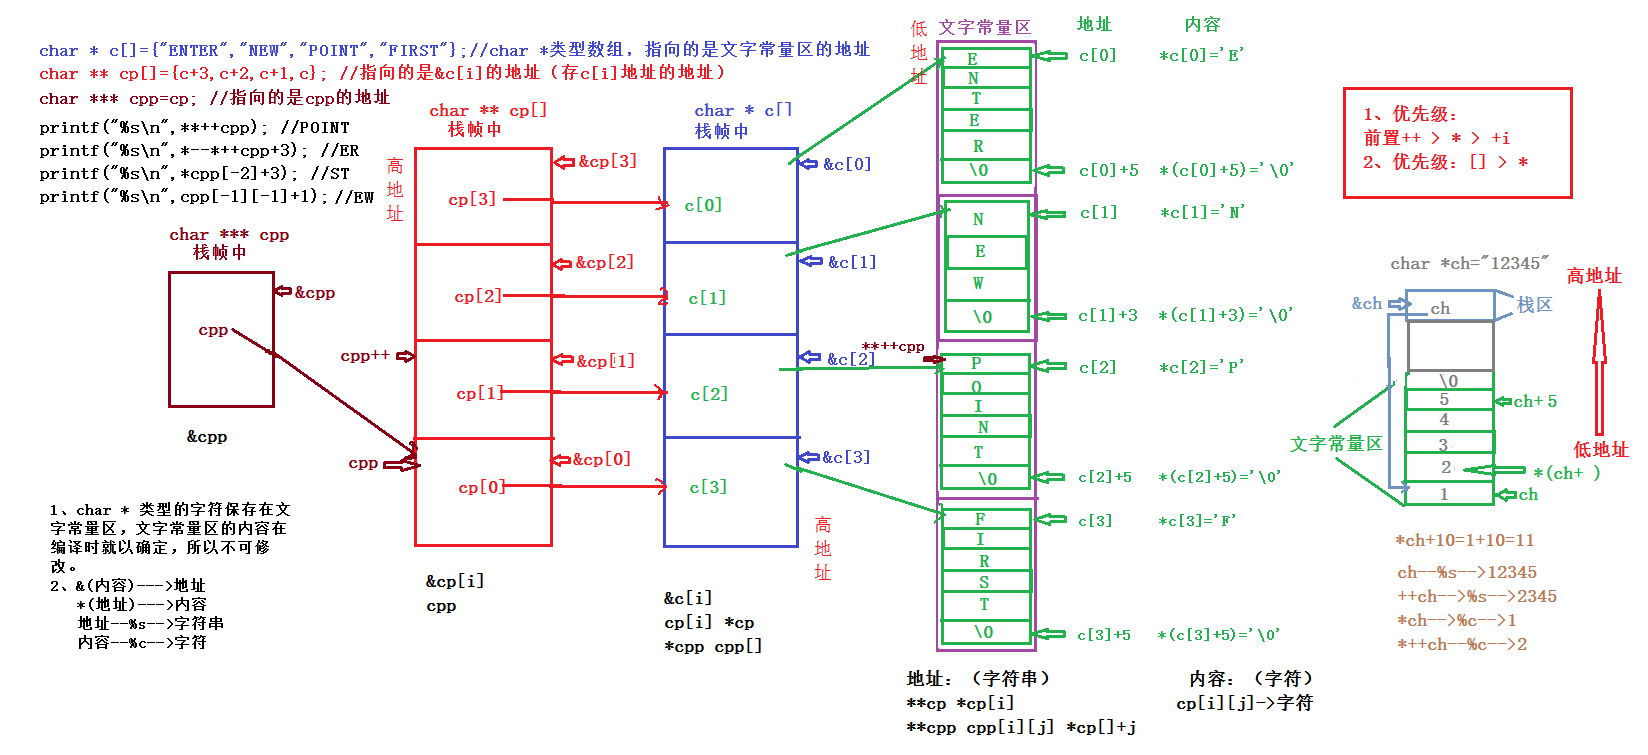 char * c[]={"ENTER","NEW","POINT","FIRST"};//char *类型数组，指向的是文字常量区的地址
char ** cp[]={c+3,c+2,c+1,c}; //指向的是&c[i]的地址（存c[i]地址的地址）
char *** cpp=cp; //指向的是cpp的地址
printf("%s\n",**++cpp); //POINT
printf("%s\n",*--*++cpp+3); //ER
printf("%s\n",*cpp[-2]+3); //ST
printf("%s\n",cpp[-1][-1]+1);//EW
char *** cpp
栈帧中
&cpp
cpp
&cpp
char ** cp[]
栈帧中
高地址
&cp[3]
cp[3]
&cp[2]
cp[2]
cpp++
&cp[1]
cp[1]
cpp
&cp[0]
cp[0]
&cp[i]
cpp
char * c[]
栈帧中
&c[0]
c[0]
&c[1]
c[1]
&c[2]
c[2]
&c[3]
c[3]
高地址
&c[i]
cp[i] *cp
*cpp cpp[]
低地址
文字常量区
地址
内容
E
c[0]
*c[0]='E'
N
T
E
R
\0
c[0]+5
*(c[0]+5)='\0'
N
c[1]
*c[1]='N'
E
W
\0
c[1]+3
*(c[1]+3)='\0'
**++cpp
P
c[2]
*c[2]='P'
O
I
N
T
\0
c[2]+5
*(c[2]+5)='\0'
F
c[3]
*c[3]='F'
I
R
S
T
\0
c[3]+5
*(c[3]+5)='\0'
地址：（字符串）
**cp *cp[i]
**cpp cpp[i][j] *cp[]+j
内容：（字符）
cp[i][j]->字符
1、char * 类型的字符保存在文
字常量区，文字常量区的内容在
编译时就以确定，所以不可修
改。
2、&(内容)--->地址
*(地址)--->内容
地址--%s-->字符串
内容--%c-->字符
1、优先级：
前置++ > * > +i
2、优先级：[] > *
char *ch="12345"
&ch
ch
栈区
高地址
\0
5
ch+5
4
文字常量区
3
低地址
2
*(ch+ )
1
ch
*ch+10=1+10=11
ch--%s-->12345
++ch-->%s-->2345
*ch-->%c-->1
*++ch--%c-->2